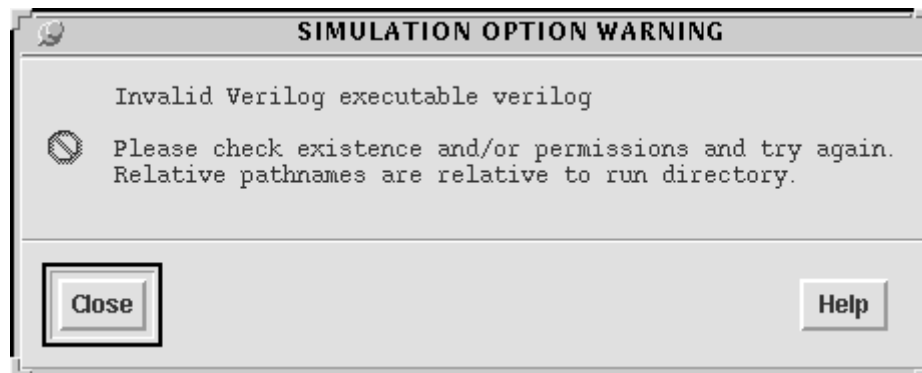 SIMULATION OPTION WARNING
Invalid Verilog executable verilog
Please check existence and/or permissions and try again.
Relative pathnames are relative to run directory.
Close
Help